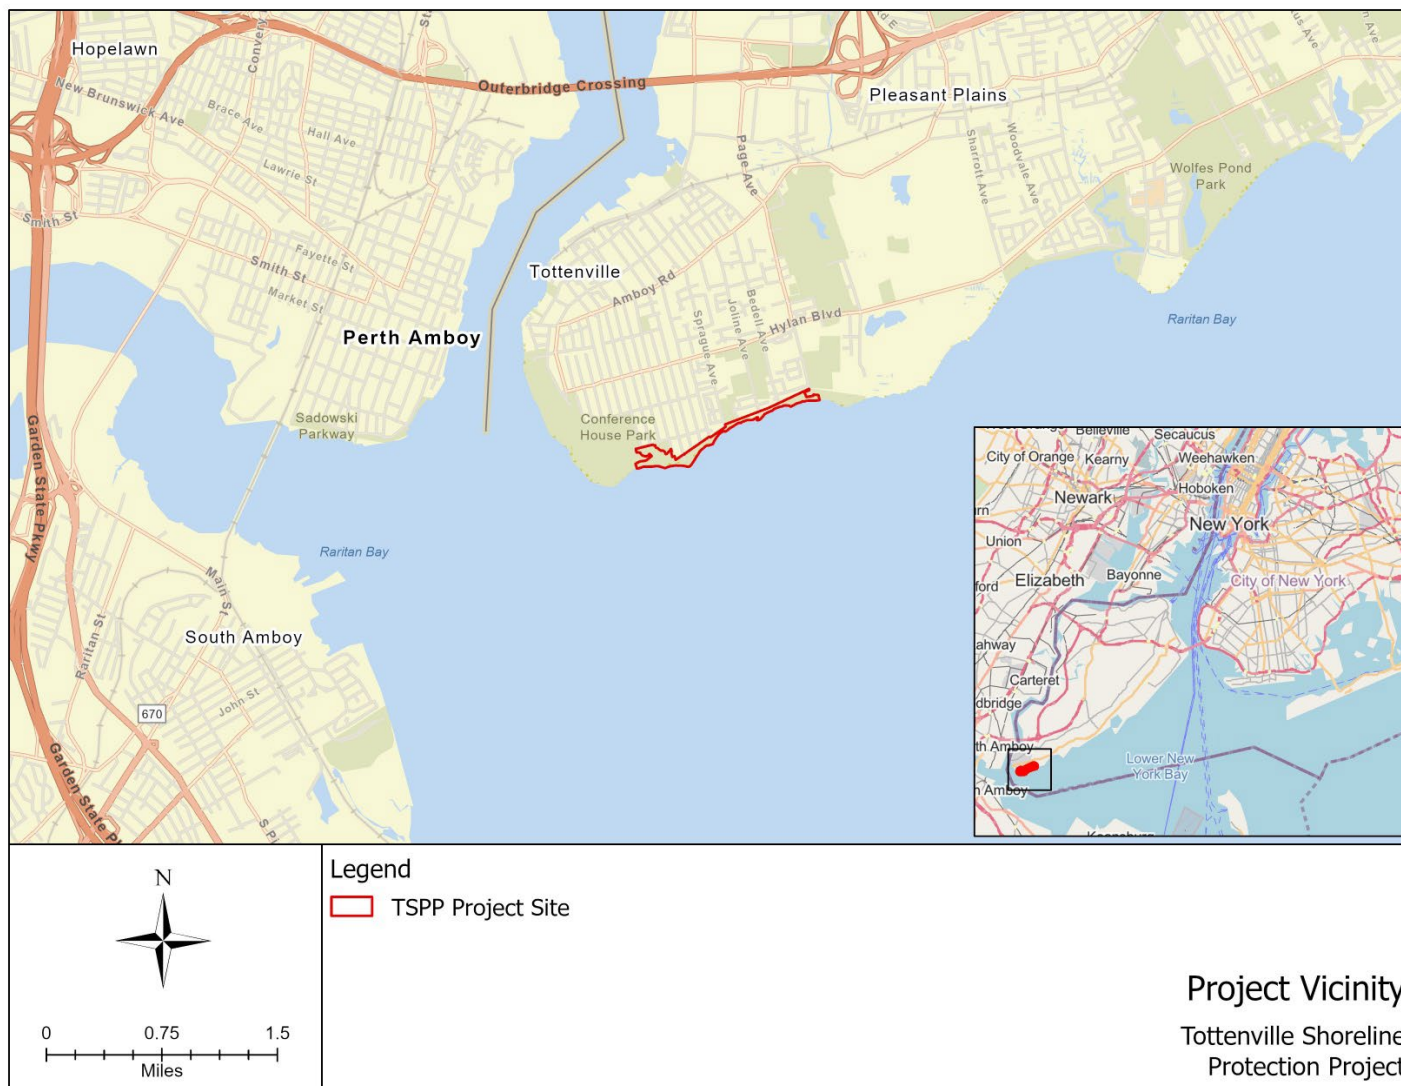 Hopelawn
New Brunswick Ave
Brace Ave
Hall Ave
Lawrie St
Smith St
Fayette St
Smith St
Market St
Perth Amboy
Sadowski
Parkway
Garden State Pkwy
Raritan Bay
Main St
Raritan St
South Amboy
John St
670
Outerbridge Crossing
Pleasant Plains
Page Ave
Sharrott Ave
Woodvale Ave
Wolfes Pond
Park
Tottenville
Amboy Rd
Hylan Blvd
Sprague Ave
Joline Ave
Bedell Ave
Conference
House Park
Raritan Bay
Secaucus
City of Orange
Kearny
Weehawken
Hoboken
Newark
New York
Union
Bayonne
Elizabeth
City of New York
Carteret
Lower New
York Bay
N
0
0.75
1.5
Miles
Legend
TSPP Project Site
Project Vicinity
Tottenville Shoreline
Protection Project